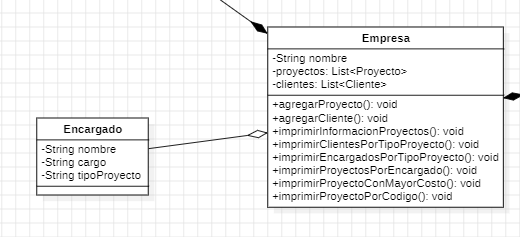 Empresa
-String nombre
-proyectos: List<Proyecto>
-clientes: List<Cliente>
+agregarProyecto(): void
+agregarCliente(): void
+imprimirInformacionProyectos(): void
+imprimirClientesPorTipoProyecto(): void
+imprimirEncargadosPorTipoProyecto(): void
+imprimirProyectosPorEncargado(): void
+imprimirProyectoConMayorCosto(): void
+imprimirProyectoPorCodigo(): void
Encargado
-String nombre
-String cargo
-String tipoProyecto